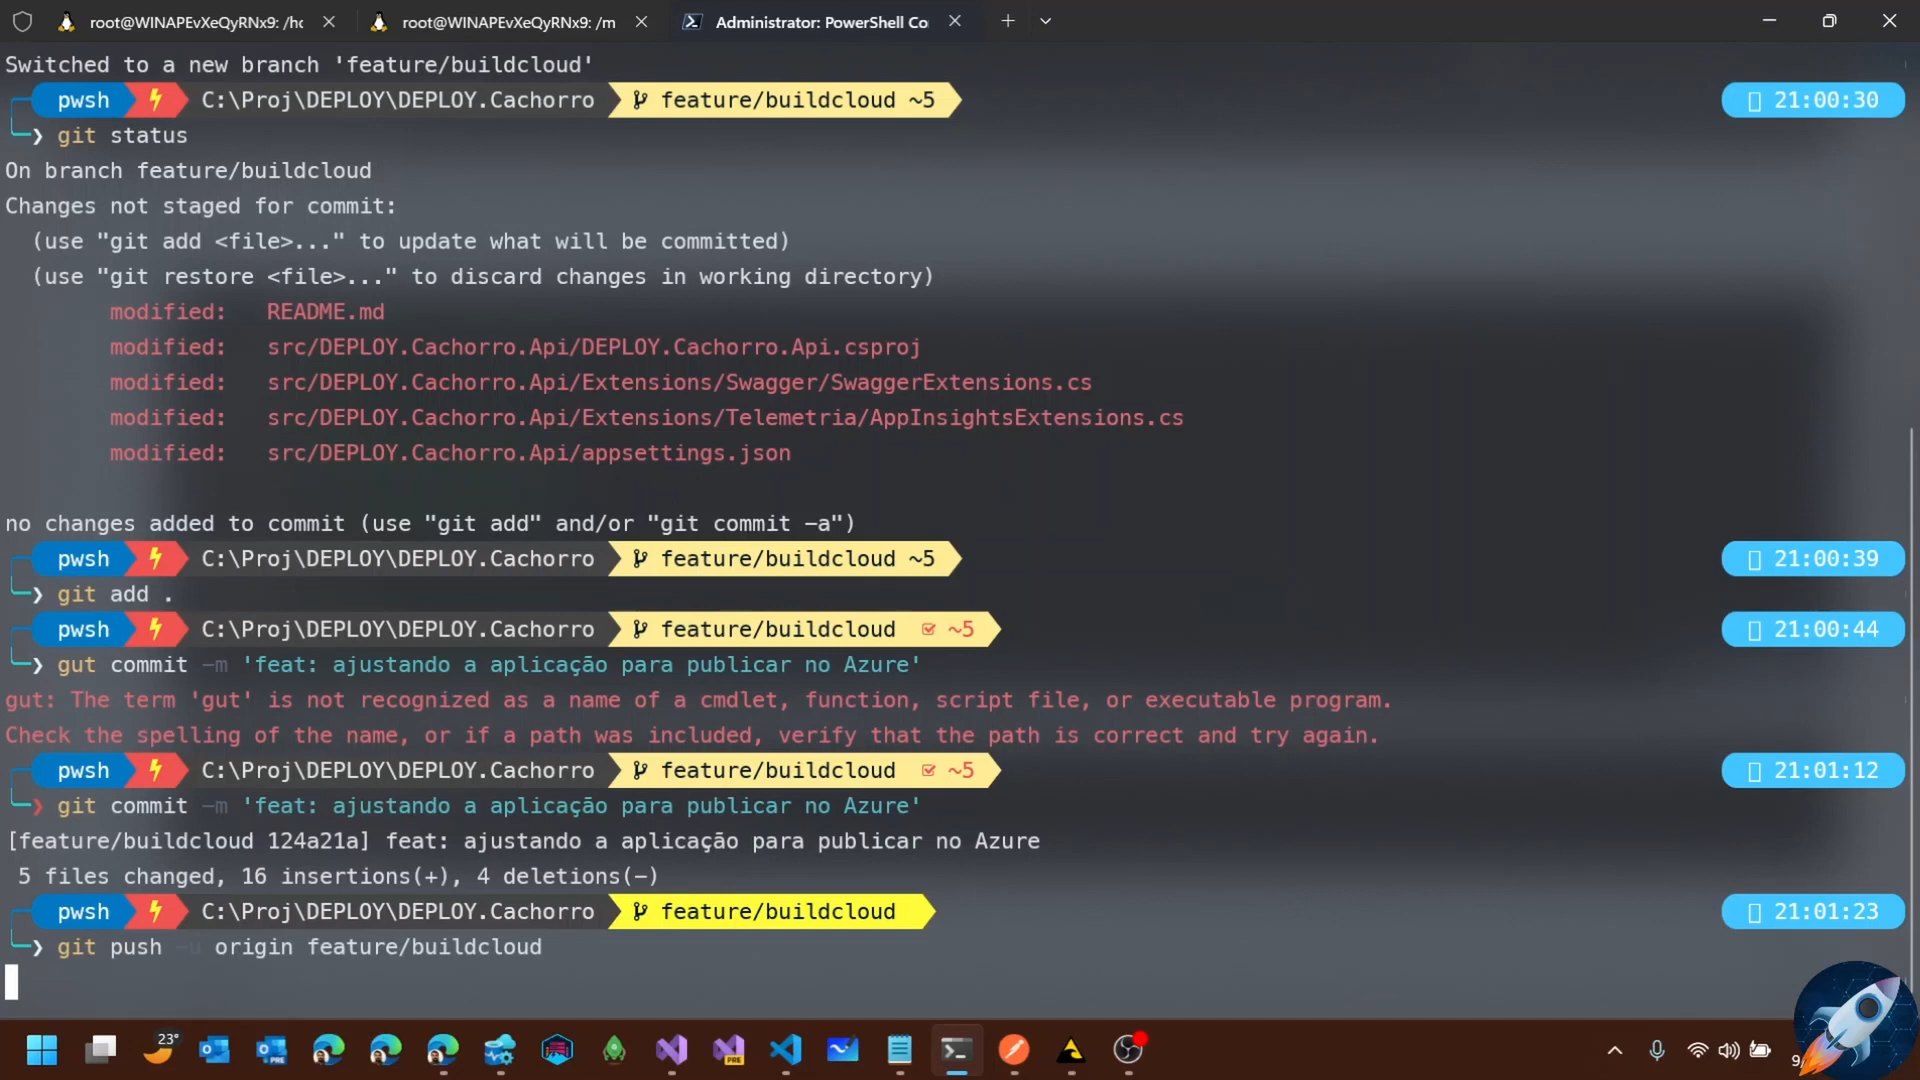 root@WINAPEvXeQyRNx9: /hc
root@WINAPEvXeQyRNx9: /m
Administrator: PowerShell Co
Switched to a new branch 'feature/buildcloud'
pwsh C:\Proj\DEPLOY\DEPLOY.Cachorro feature/buildcloud ~5 21:00:30
❯ git status
On branch feature/buildcloud
Changes not staged for commit:
(use "git add <file>..." to update what will be committed)
(use "git restore <file>..." to discard changes in working directory)
modified: README.md
modified: src/DEPLOY.Cachorro.Api/DEPLOY.Cachorro.Api.csproj
modified: src/DEPLOY.Cachorro.Api/Extensions/Swagger/SwaggerExtensions.cs
modified: src/DEPLOY.Cachorro.Api/Extensions/Telemetria/AppInsightsExtensions.cs
modified: src/DEPLOY.Cachorro.Api/appsettings.json
no changes added to commit (use "git add" and/or "git commit -a")
pwsh C:\Proj\DEPLOY\DEPLOY.Cachorro feature/buildcloud ~5 21:00:39
❯ git add .
pwsh C:\Proj\DEPLOY\DEPLOY.Cachorro feature/buildcloud ~5 21:00:44
❯ gut commit -m 'feat: ajustando a aplicação para publicar no Azure'
gut: The term 'gut' is not recognized as a name of a cmdlet, function, script file, or executable program.
Check the spelling of the name, or if a path was included, verify that the path is correct and try again.
pwsh C:\Proj\DEPLOY\DEPLOY.Cachorro feature/buildcloud ~5 21:01:12
❯ git commit -m 'feat: ajustando a aplicação para publicar no Azure'
[feature/buildcloud 124a21a] feat: ajustando a aplicação para publicar no Azure
5 files changed, 16 insertions(+), 4 deletions(-)
pwsh C:\Proj\DEPLOY\DEPLOY.Cachorro feature/buildcloud 21:01:23
❯ git push -u origin feature/buildcloud
23°
PRE
PRE